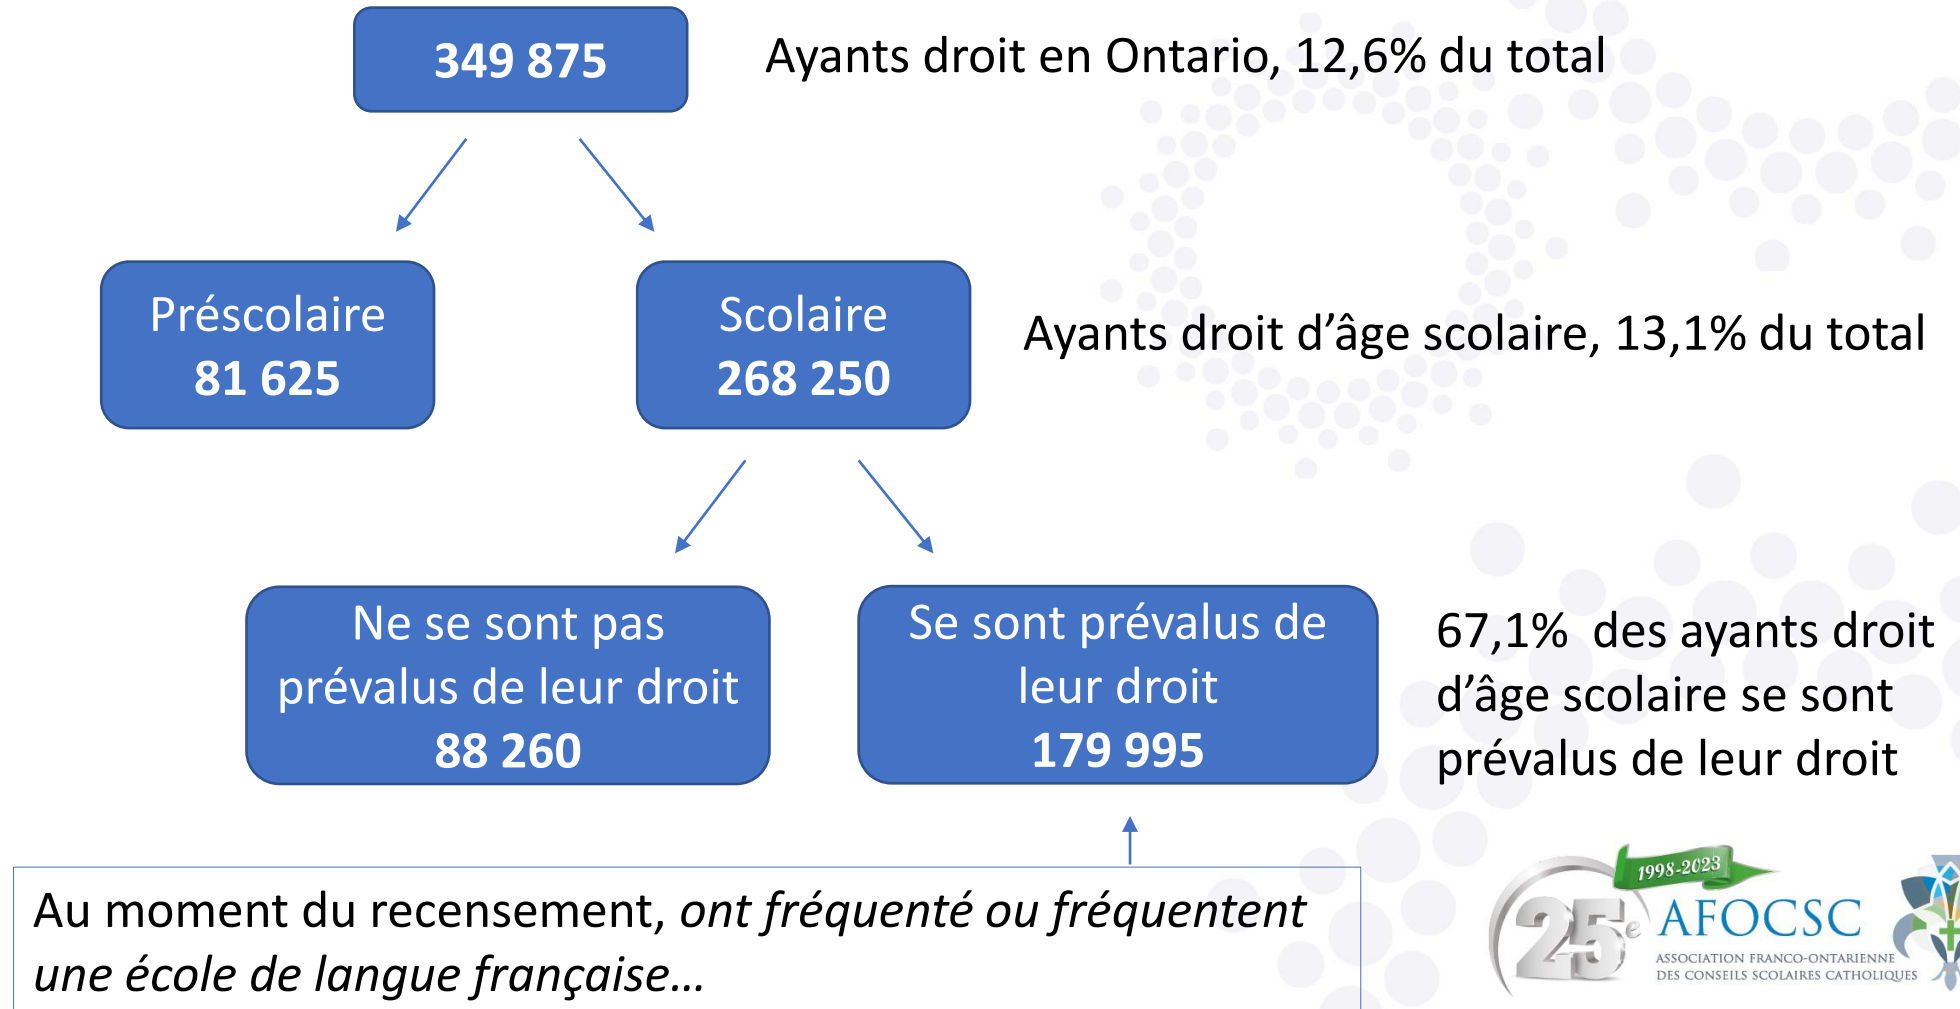 349 875
Ayants droit en Ontario, 12,6% du total
Préscolaire
81 625
Scolaire
268 250
Ayants droit d’âge scolaire, 13,1% du total
Ne se sont pas
prévalus de leur droit
88 260
Se sont prévalus de
leur droit
179 995
67,1% des ayants droit
d’âge scolaire se sont
prévalus de leur droit
Au moment du recensement, ont fréquenté ou fréquentent
une école de langue française...
1998-2023
25e
AFOCSC
ASSOCIATION FRANCO-ONTARIENNE
DES CONSEILS SCOLAIRES CATHOLIQUES